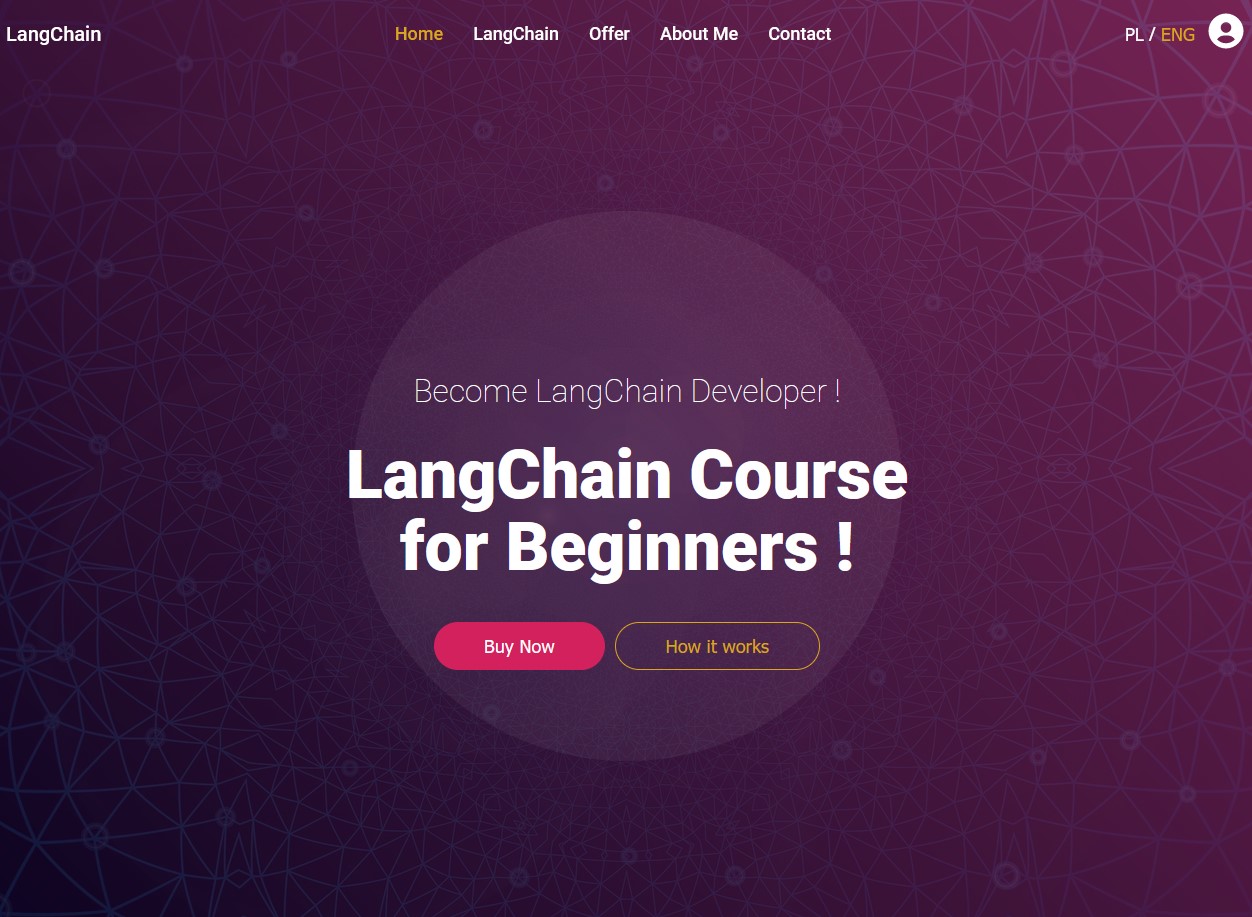 LangChain
Home LangChain Offer About Me Contact
PL / ENG
Become LangChain Developer !
LangChain Course
for Beginners !
Buy Now
How it works